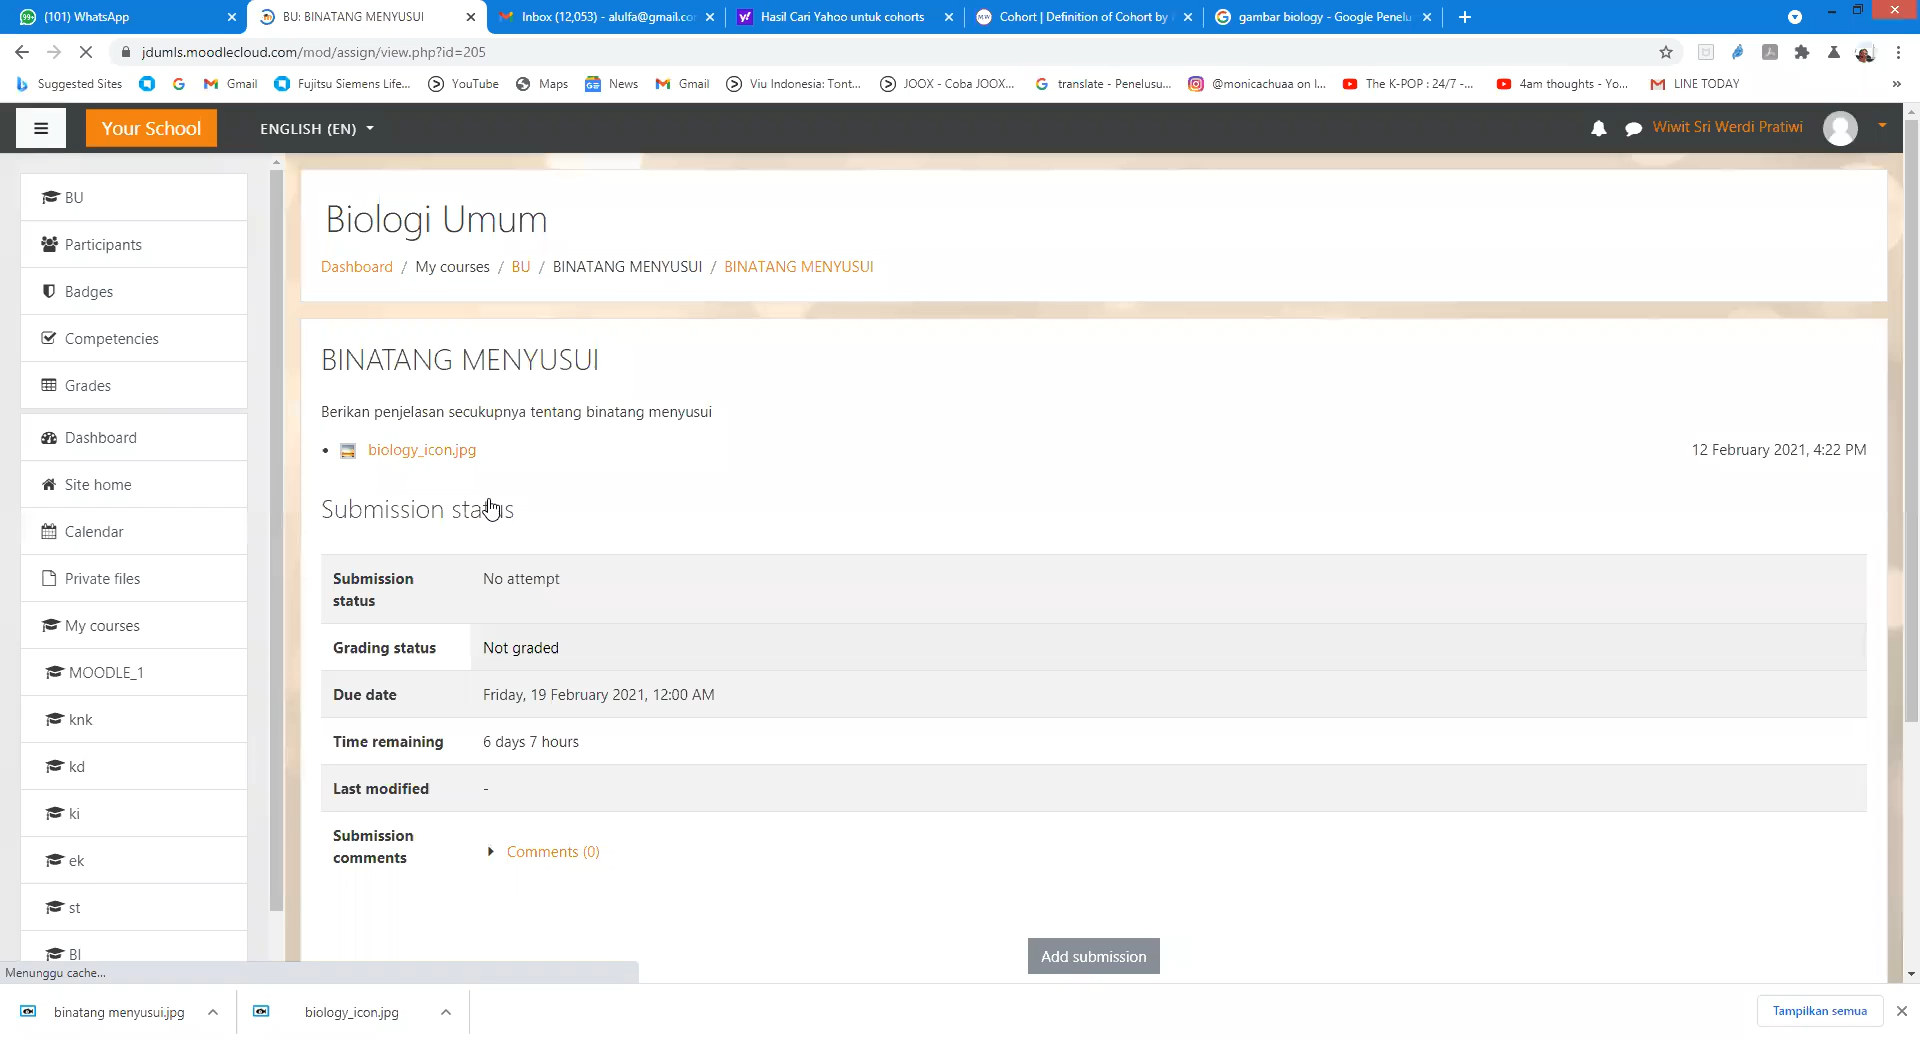 (101) WhatsApp
BU: BINATANG MENYUSUI
Inbox (12,053) - alulfa@gmail.co
Hasil Cari Yahoo untuk cohorts
Cohort | Definition of Cohort by
gambar biology - Google Penelu
jdumls.moodlecloud.com/mod/assign/view.php?id=205
Suggested Sites
Gmail
Fujitsu Siemens Life...
YouTube
Maps
News
Gmail
Viu Indonesia: Tont...
JOOX - Coba JOOX...
translate - Penelusu...
@monicachuaa on I...
The K-POP : 24/7 -...
4am thoughts - Yo...
LINE TODAY
»
Your School
ENGLISH (EN)
Wiwit Sri Werdi Pratiwi
BU
Participants
Badges
Competencies
Grades
Dashboard
Site home
Calendar
Private files
My courses
MOODLE_1
knk
kd
ki
ek
st
BI
Biologi Umum
Dashboard / My courses / BU / BINATANG MENYUSUI / BINATANG MENYUSUI
BINATANG MENYUSUI
Berikan penjelasan secukupnya tentang binatang menyusui
biology_icon.jpg
12 February 2021, 4:22 PM
Submission status
Submission status
No attempt
Grading status
Not graded
Due date
Friday, 19 February 2021, 12:00 AM
Time remaining
6 days 7 hours
Last modified
-
Submission comments
Comments (0)
Add submission
Menunggu cache...
binatang menyusui.jpg
biology_icon.jpg
Tampilkan semua